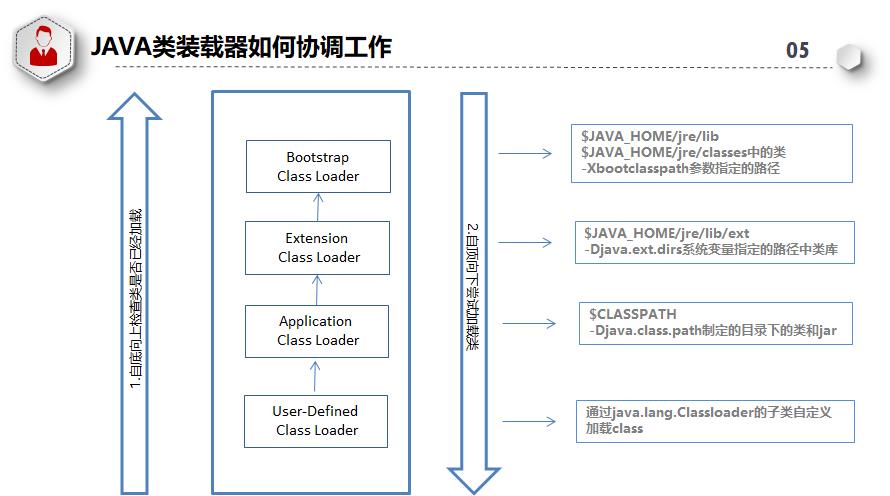 JAVA类装载器如何协调工作
05
1.自底向上检查类是否已经加载
Bootstrap
Class Loader
Extension
Class Loader
Application
Class Loader
User-Defined
Class Loader
2.自顶向下尝试加载类
$JAVA_HOME/jre/lib
$JAVA_HOME/jre/classes中的类
-Xbootclasspath参数指定的路径
$JAVA_HOME/jre/lib/ext
-Djava.ext.dirs系统变量指定的路径中类库
$CLASSPATH
-Djava.class.path制定的目录下的类和jar
通过java.lang.Classloader的子类自定义
加载class